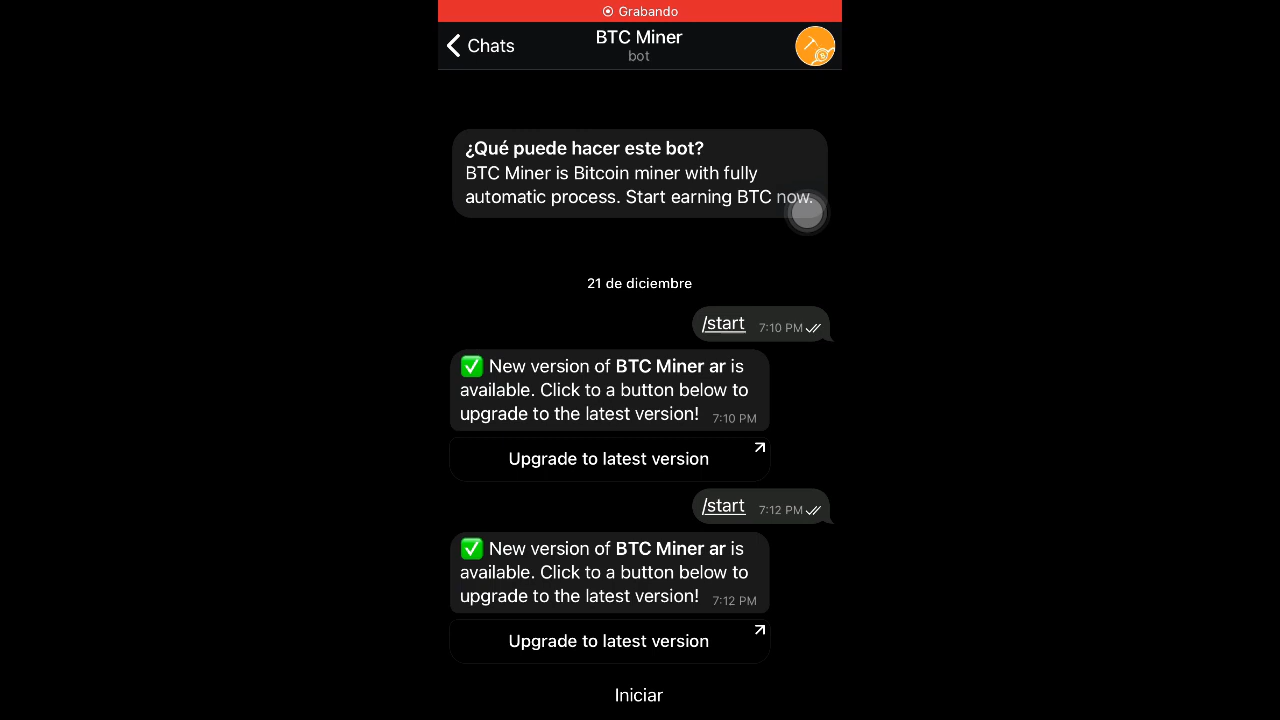 Grabando
Chats
BTC Miner
bot
¿Qué puede hacer este bot?
BTC Miner is Bitcoin miner with fully
automatic process. Start earning BTC now.
21 de diciembre
/start 7:10 PM
✅ New version of BTC Miner ar is
available. Click to a button below to
upgrade to the latest version! 7:10 PM
Upgrade to latest version
/start 7:12 PM
✅ New version of BTC Miner ar is
available. Click to a button below to
upgrade to the latest version! 7:12 PM
Upgrade to latest version
Iniciar